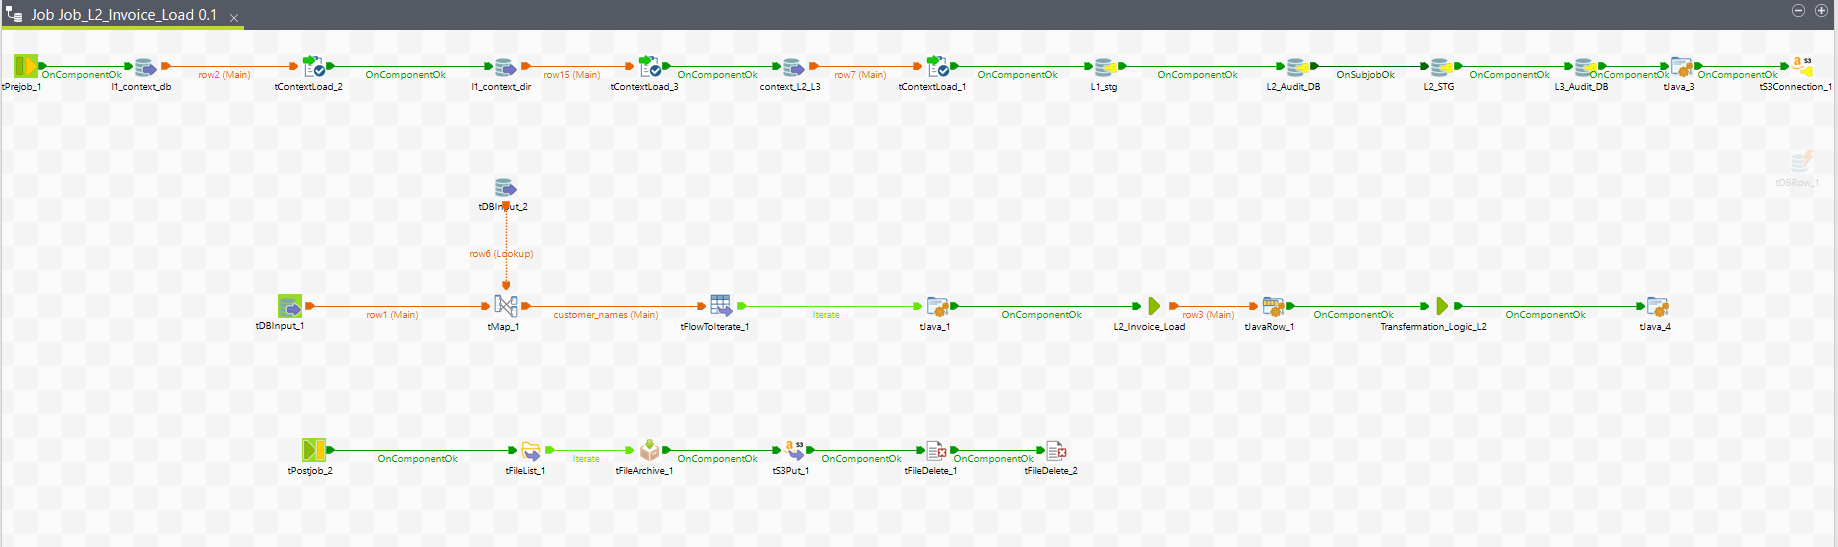 Job Job_L2_Invoice_Load 0.1
OnComponentOk row2 (Main) OnComponentOk row15 (Main) OnComponentOk row7 (Main) OnComponentOk OnComponentOk OnSubjobOk OnComponentOk OnComponentOk OnComponentOk
tPrejob_1 l1_context_db tContextLoad_2 l1_context_dir tContextLoad_3 context_L2_L3 tContextLoad_1 L1_stg L2_Audit_DB L2_STG L3_Audit_DB tJava_3 tS3Connection_1
tDBRow_1
tDBInput_2
row6 (Lookup)
row1 (Main) customer_names (Main) Iterate OnComponentOk row3 (Main) OnComponentOk OnComponentOk
tDBInput_1 tMap_1 tFlowToIterate_1 tJava_1 L2_Invoice_Load tJavaRow_1 Transfermation_Logic_L2 tJava_4
OnComponentOk Iterate OnComponentOk OnComponentOk OnComponentOk
tPostjob_2 tFileList_1 tFileArchive_1 tS3Put_1 tFileDelete_1 tFileDelete_2